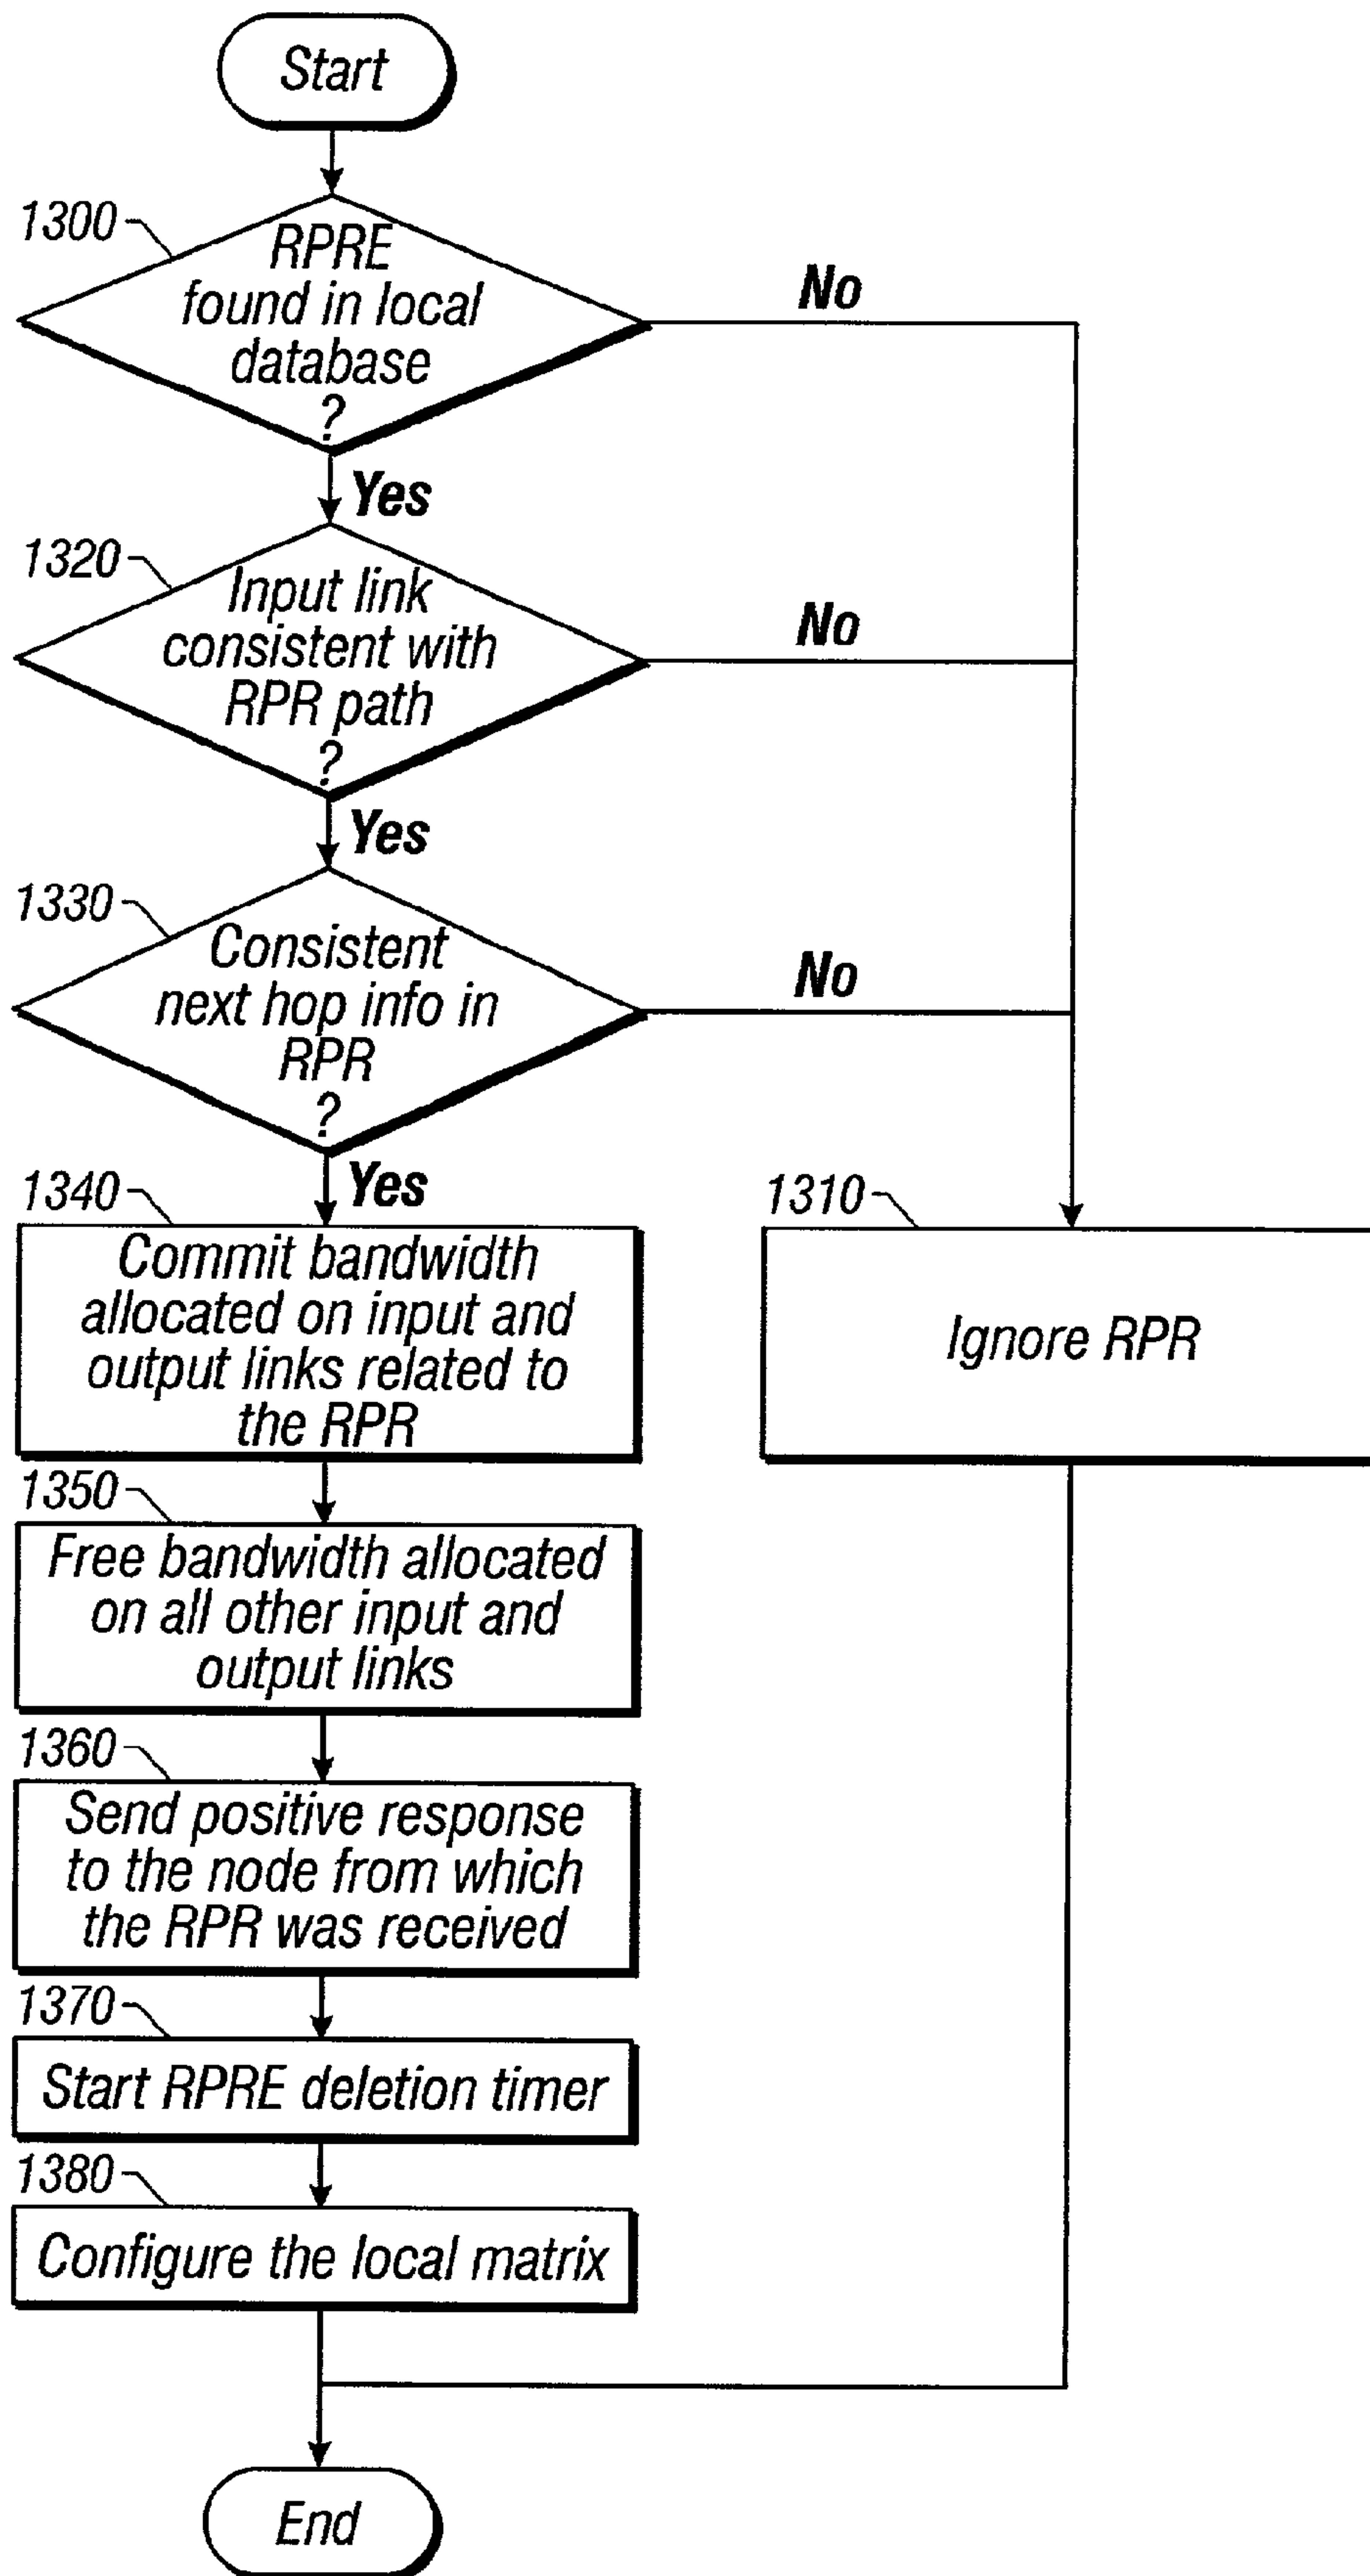 Start
1300
RPRE
found in local
database
?
No
Yes
1320
Input link
consistent with
RPR path
?
No
Yes
1330
Consistent
next hop info in
RPR
?
No
Yes
1340
Commit bandwidth
allocated on input and
output links related to
the RPR
1310
Ignore RPR
1350
Free bandwidth allocated
on all other input and
output links
1360
Send positive response
to the node from which
the RPR was received
1370
Start RPRE deletion timer
1380
Configure the local matrix
End